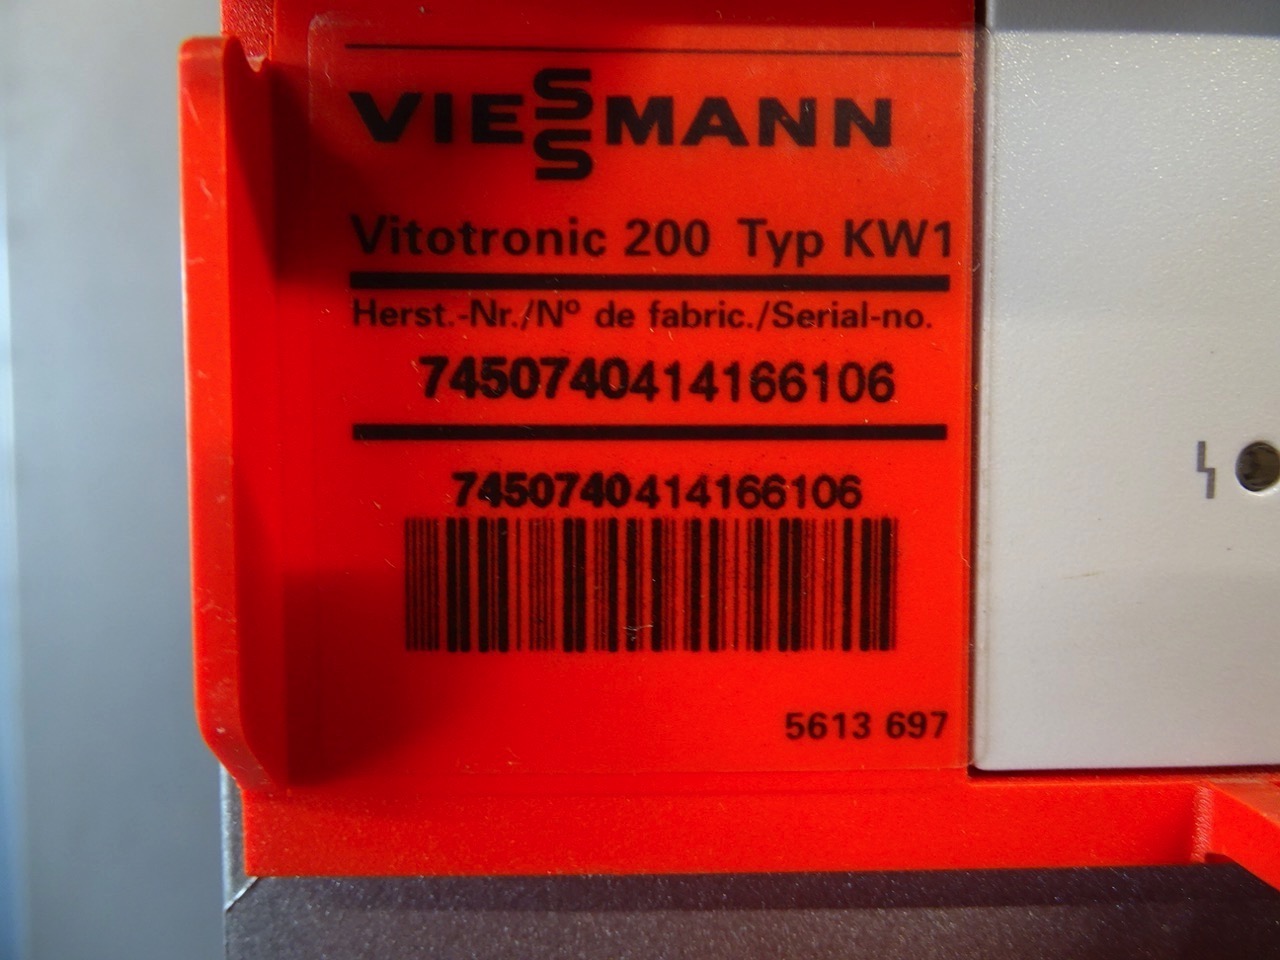 VIESSMANN
Vitotronic 200 Typ KW1
Herst.-Nr./Nº de fabric./Serial-no.
7450740414166106
7450740414166106
5613 697